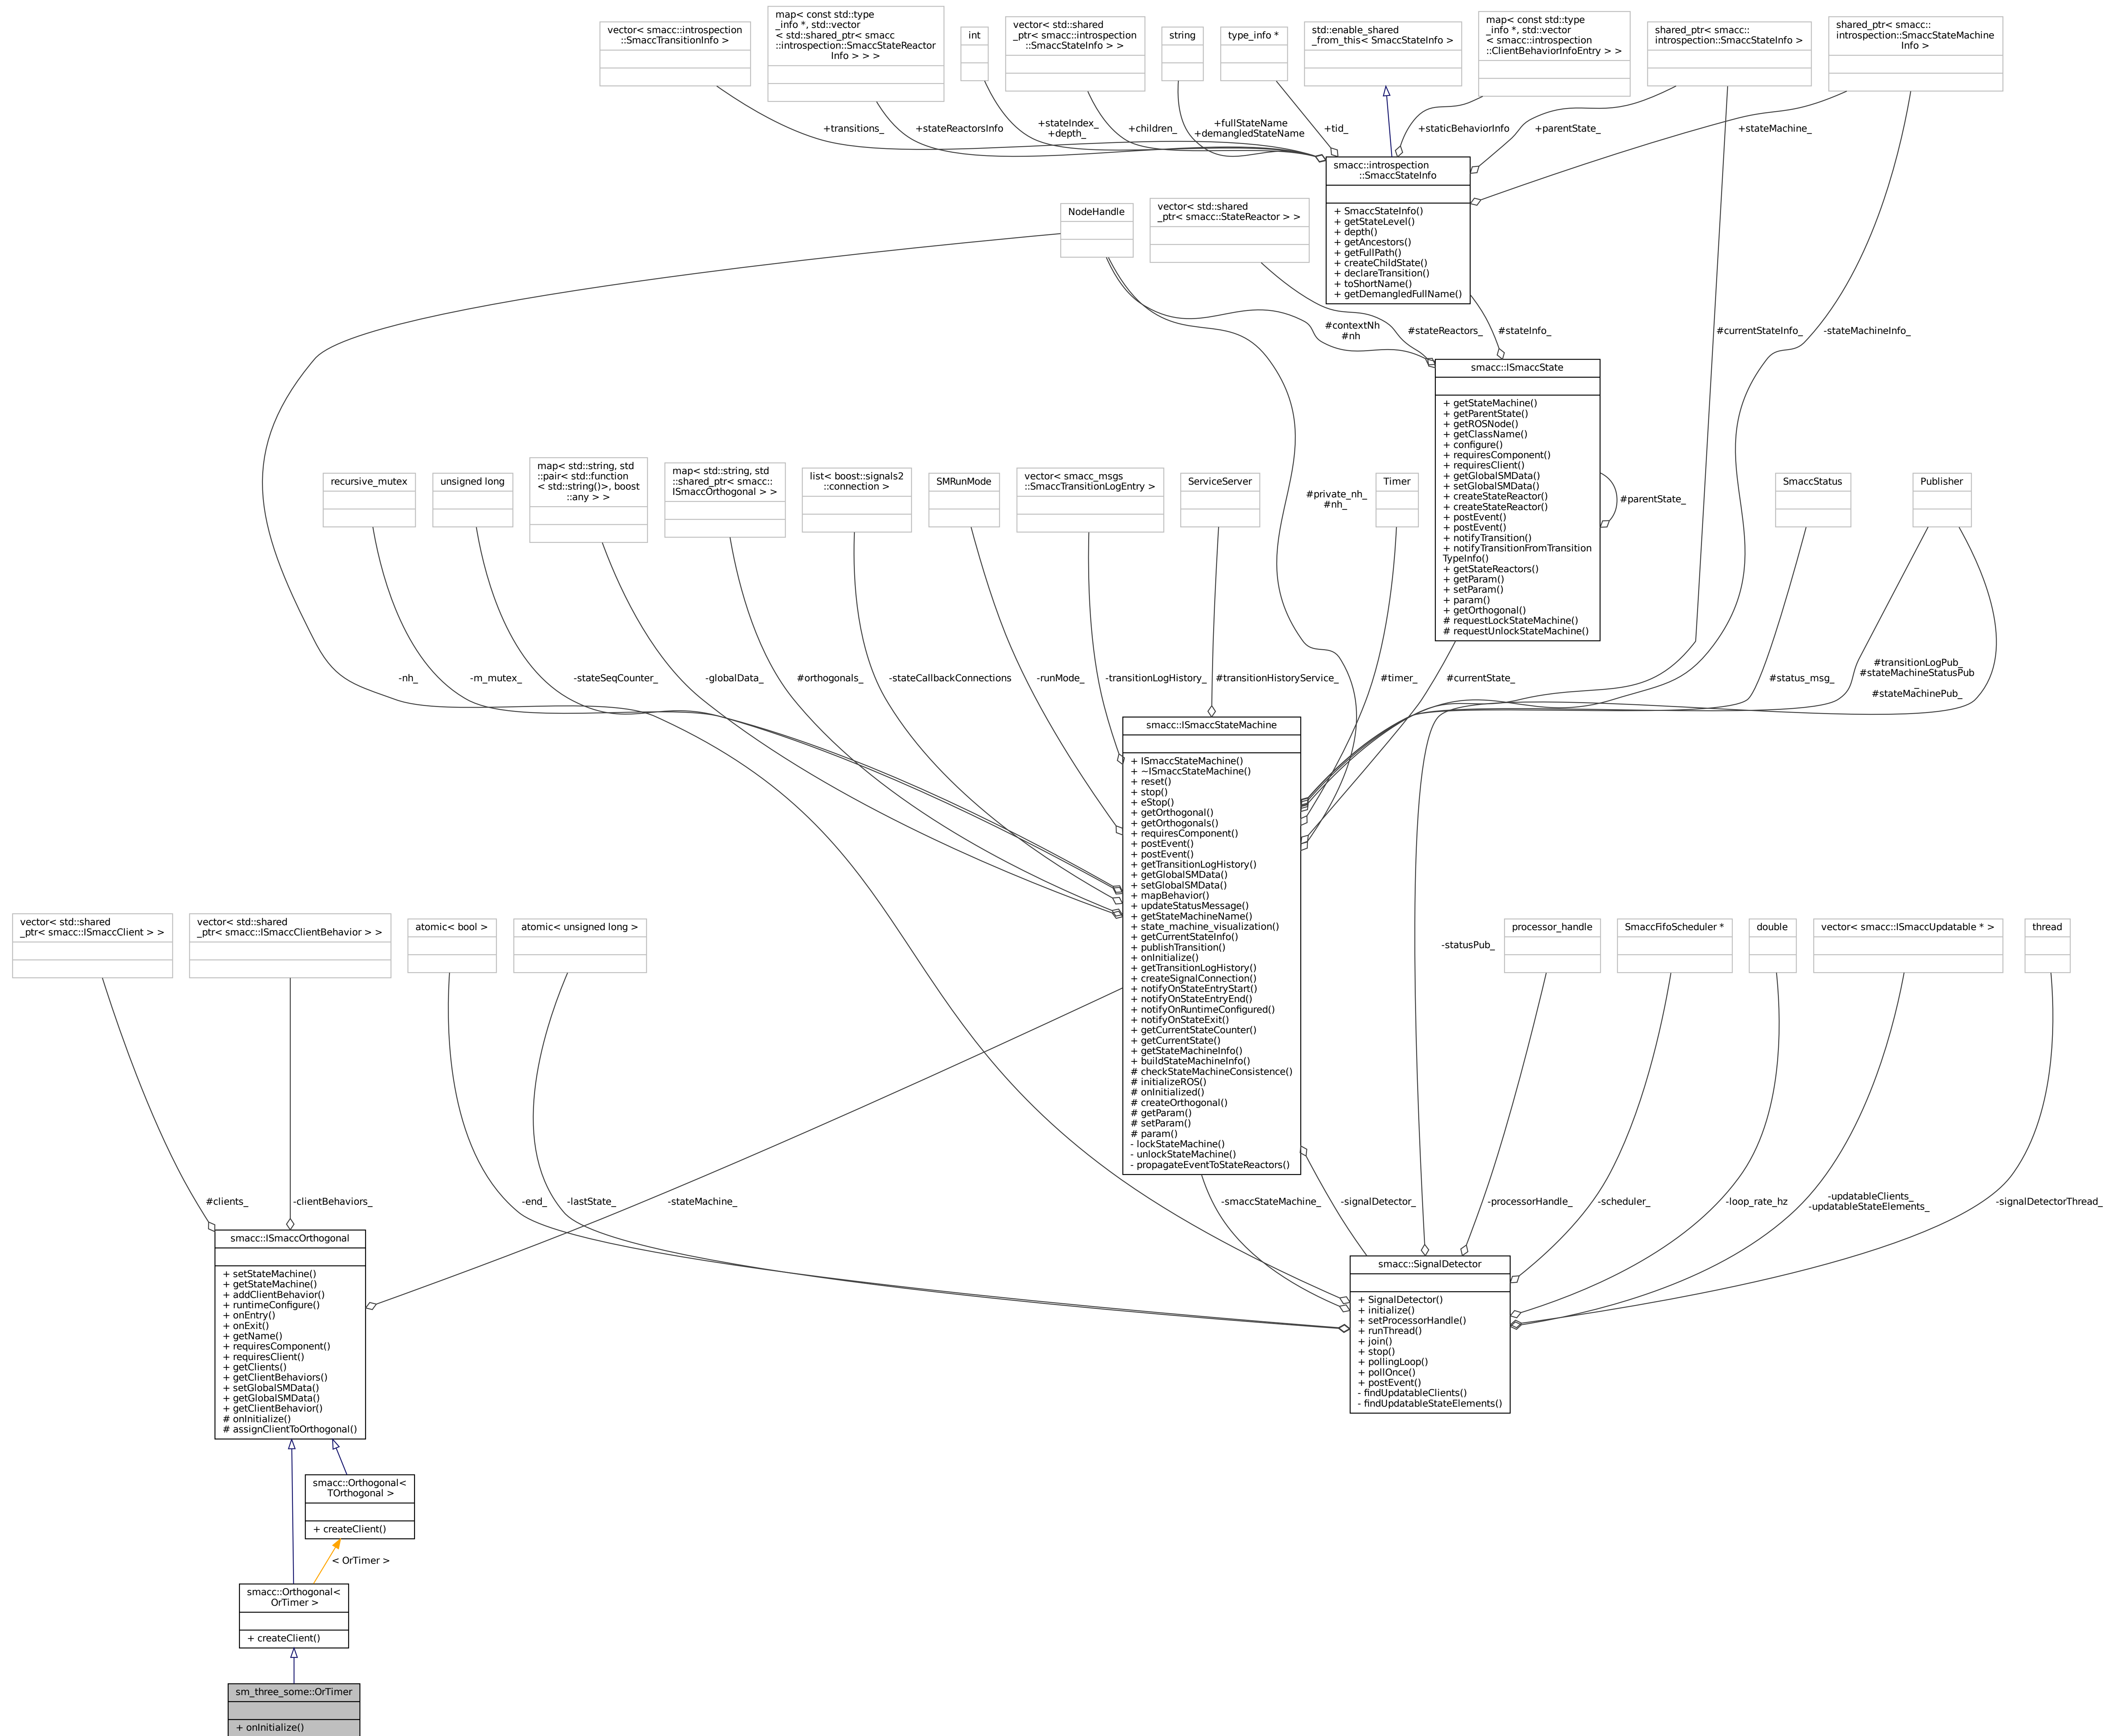 vector< smacc::introspection
::SmaccTransitionInfo >
map< const std::type
_info *, std::vector
< std::shared_ptr< smacc
::introspection::SmaccStateReactor
Info > > >
int
vector< std::shared
_ptr< smacc::introspection
::SmaccStateInfo > >
string
type_info *
std::enable_shared
_from_this< SmaccStateInfo >
map< const std::type
_info *, std::vector
< smacc::introspection
::ClientBehaviorInfoEntry > >
shared_ptr< smacc::
introspection::SmaccStateInfo >
shared_ptr< smacc::
introspection::SmaccStateMachine
Info >
+transitions_
+stateReactorsInfo
+stateIndex_
+depth_
+children_
+fullStateName
+demangledStateName
+tid_
+staticBehaviorInfo
+parentState_
+stateMachine_
smacc::introspection
::SmaccStateInfo
+ SmaccStateInfo()
+ getStateLevel()
+ depth()
+ getAncestors()
+ getFullPath()
+ createChildState()
+ declareTransition()
+ toShortName()
+ getDemangledFullName()
NodeHandle
vector< std::shared
_ptr< smacc::StateReactor > >
#contextNh
#nh
#stateReactors_
#stateInfo_
#currentStateInfo_
-stateMachineInfo_
smacc::ISmaccState
+ getStateMachine()
+ getParentState()
+ getROSNode()
+ getClassName()
+ configure()
+ requiresComponent()
+ requiresClient()
+ getGlobalSMData()
+ setGlobalSMData()
+ createStateReactor()
+ createStateReactor()
+ postEvent()
+ postEvent()
+ notifyTransition()
+ notifyTransitionFromTransition
TypeInfo()
+ getStateReactors()
+ getParam()
+ setParam()
+ param()
+ getOrthogonal()
# requestLockStateMachine()
# requestUnlockStateMachine()
#parentState_
recursive_mutex
unsigned long
map< std::string, std
::pair< std::function
< std::string()>, boost
::any > >
map< std::string, std
::shared_ptr< smacc::
ISmaccOrthogonal > >
list< boost::signals2
::connection >
SMRunMode
vector< smacc_msgs
::SmaccTransitionLogEntry >
ServiceServer
#private_nh_
#nh_
Timer
SmaccStatus
Publisher
-nh_
-m_mutex_
-stateSeqCounter_
-globalData_
#orthogonals_
-stateCallbackConnections
-runMode_
-transitionLogHistory_
#transitionHistoryService_
#timer_
#currentState_
#status_msg_
#transitionLogPub_
#stateMachineStatusPub
_
#stateMachinePub_
smacc::ISmaccStateMachine
+ ISmaccStateMachine()
+ ~ISmaccStateMachine()
+ reset()
+ stop()
+ eStop()
+ getOrthogonal()
+ getOrthogonals()
+ requiresComponent()
+ postEvent()
+ postEvent()
+ getTransitionLogHistory()
+ getGlobalSMData()
+ setGlobalSMData()
+ mapBehavior()
+ updateStatusMessage()
+ getStateMachineName()
+ state_machine_visualization()
+ getCurrentStateInfo()
+ publishTransition()
+ onInitialize()
+ getTransitionLogHistory()
+ createSignalConnection()
+ notifyOnStateEntryStart()
+ notifyOnStateEntryEnd()
+ notifyOnRuntimeConfigured()
+ notifyOnStateExit()
+ getCurrentStateCounter()
+ getCurrentState()
+ getStateMachineInfo()
+ buildStateMachineInfo()
# checkStateMachineConsistence()
# initializeROS()
# onInitialized()
# createOrthogonal()
# getParam()
# setParam()
# param()
- lockStateMachine()
- unlockStateMachine()
- propagateEventToStateReactors()
vector< std::shared
_ptr< smacc::ISmaccClient > >
vector< std::shared
_ptr< smacc::ISmaccClientBehavior > >
atomic< bool >
atomic< unsigned long >
-statusPub_
processor_handle
SmaccFifoScheduler *
double
vector< smacc::ISmaccUpdatable * >
thread
#clients_
-clientBehaviors_
-end_
-lastState_
-stateMachine_
-smaccStateMachine_
-signalDetector_
-processorHandle_
-scheduler_
-loop_rate_hz
-updatableClients_
-updatableStateElements_
-signalDetectorThread_
smacc::ISmaccOrthogonal
+ setStateMachine()
+ getStateMachine()
+ addClientBehavior()
+ runtimeConfigure()
+ onEntry()
+ onExit()
+ getName()
+ requiresComponent()
+ requiresClient()
+ getClients()
+ getClientBehaviors()
+ setGlobalSMData()
+ getGlobalSMData()
+ getClientBehavior()
# onInitialize()
# assignClientToOrthogonal()
smacc::SignalDetector
+ SignalDetector()
+ initialize()
+ setProcessorHandle()
+ runThread()
+ join()
+ stop()
+ pollingLoop()
+ pollOnce()
+ postEvent()
- findUpdatableClients()
- findUpdatableStateElements()
smacc::Orthogonal<
TOrthogonal >
+ createClient()
< OrTimer >
smacc::Orthogonal<
OrTimer >
+ createClient()
sm_three_some::OrTimer
+ onInitialize()